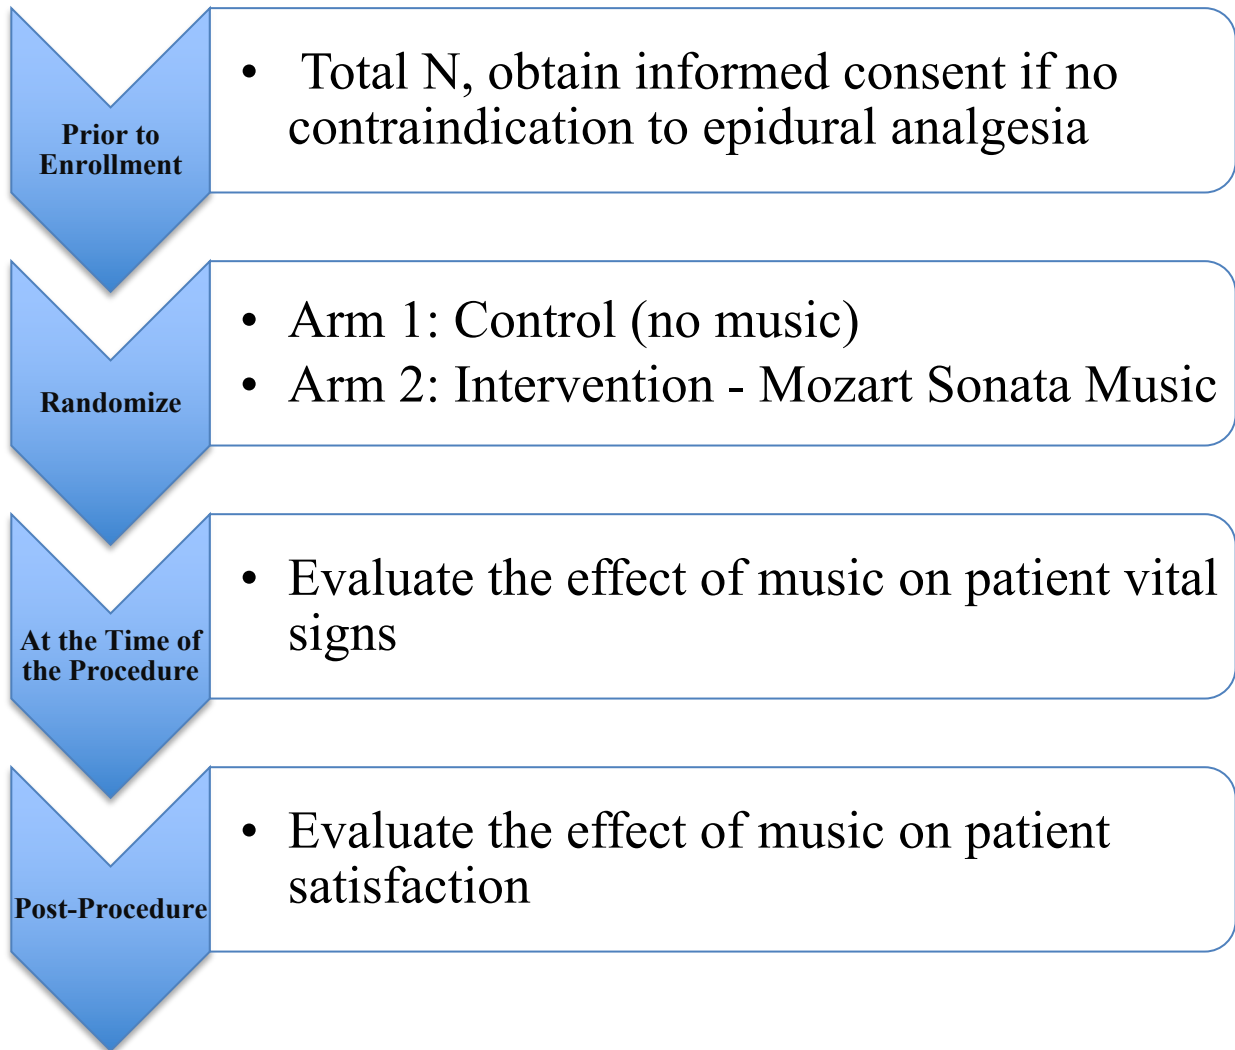 Prior to
Enrollment
• Total N, obtain informed consent if no
contraindication to epidural analgesia
Randomize
• Arm 1: Control (no music)
• Arm 2: Intervention - Mozart Sonata Music
At the Time of
the Procedure
• Evaluate the effect of music on patient vital
signs
Post-Procedure
• Evaluate the effect of music on patient
satisfaction